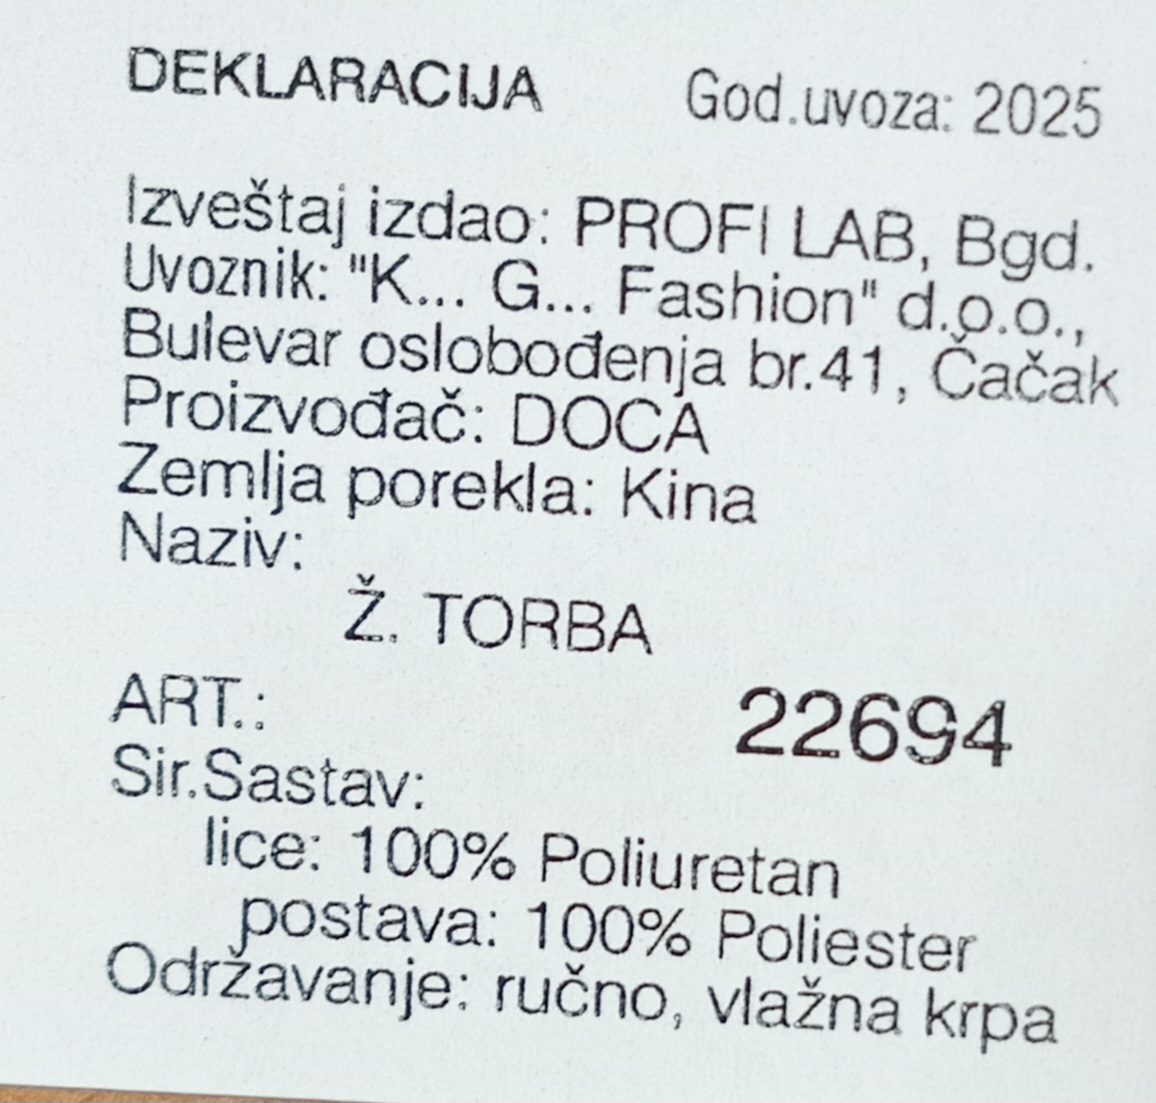 DEKLARACIJA God.uvoza: 2025
Izveštaj izdao: PROFI LAB, Bgd.
Uvoznik: "K... G... Fashion" d.o.o.,
Bulevar oslobođenja br.41, Čačak
Proizvođač: DOCA
Zemlja porekla: Kina
Naziv:
Ž. TORBA
ART.: 22694
Sir.Sastav:
lice: 100% Poliuretan
postava: 100% Poliester
Održavanje: ručno, vlažna krpa